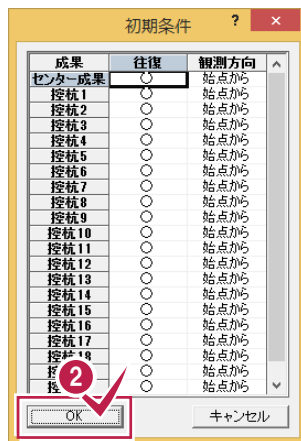 初期条件 ? ×
成果 往復 観測方向
センター成果 ○ 始点から
控杭1 ○ 始点から
控杭2 ○ 始点から
控杭3 ○ 始点から
控杭4 ○ 始点から
控杭5 ○ 始点から
控杭6 ○ 始点から
控杭7 ○ 始点から
控杭8 ○ 始点から
控杭9 ○ 始点から
控杭10 ○ 始点から
控杭11 ○ 始点から
控杭12 ○ 始点から
控杭13 ○ 始点から
控杭14 ○ 始点から
控杭15 ○ 始点から
控杭16 ○ 始点から
控杭17 ○ 始点から
控杭18 ○ 始点から
○ 始点から
○ 始点から
2
OK キャンセル